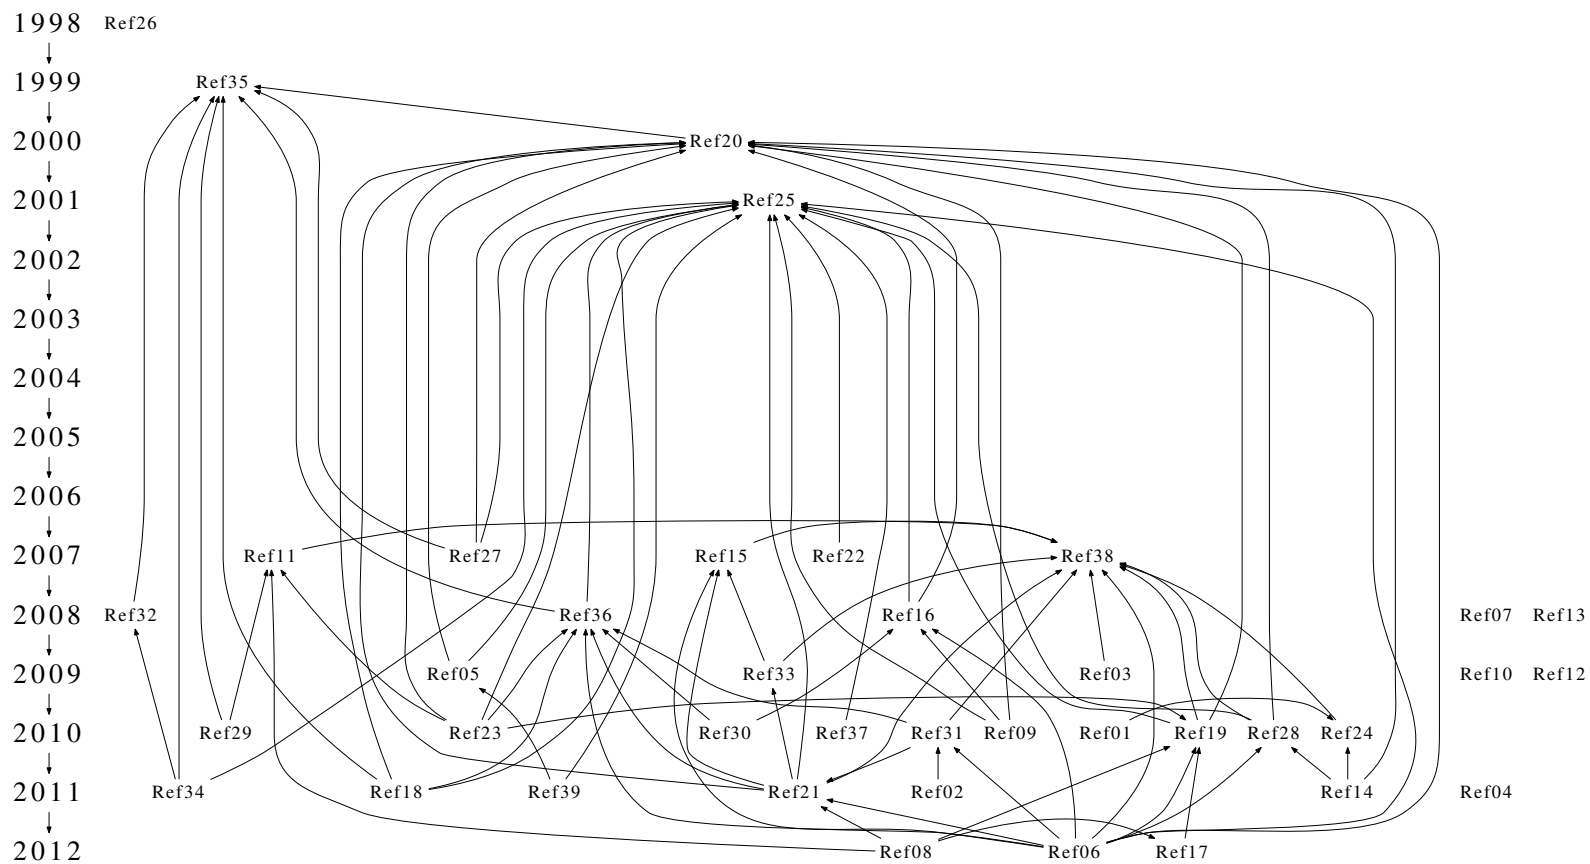 1998 Ref26
1999 Ref35
2000 Ref20
2001 Ref25
2002
2003
2004
2005
2006
2007 Ref11 Ref27 Ref15 Ref22 Ref38
2008 Ref32 Ref36 Ref16 Ref07 Ref13
2009 Ref05 Ref33 Ref03 Ref10 Ref12
2010 Ref29 Ref23 Ref30 Ref37 Ref31 Ref09 Ref01 Ref19 Ref28 Ref24
2011 Ref34 Ref18 Ref39 Ref21 Ref02 Ref14 Ref04
2012 Ref08 Ref06 Ref17